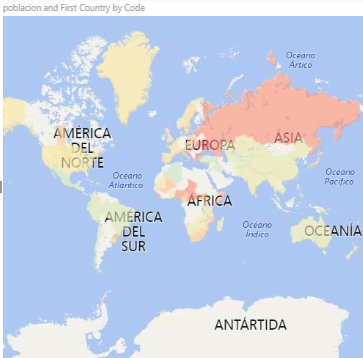 poblacion and First Country by Code
Océano
Ártico
AMÉRICA
DEL
NORTE
EUROPA
ASIA
Océano
Atlántico
Océano
Pacífico
ÁFRICA
AMÉRICA
DEL
SUR
Océano
Índico
OCEANÍA
ANTÁRTIDA